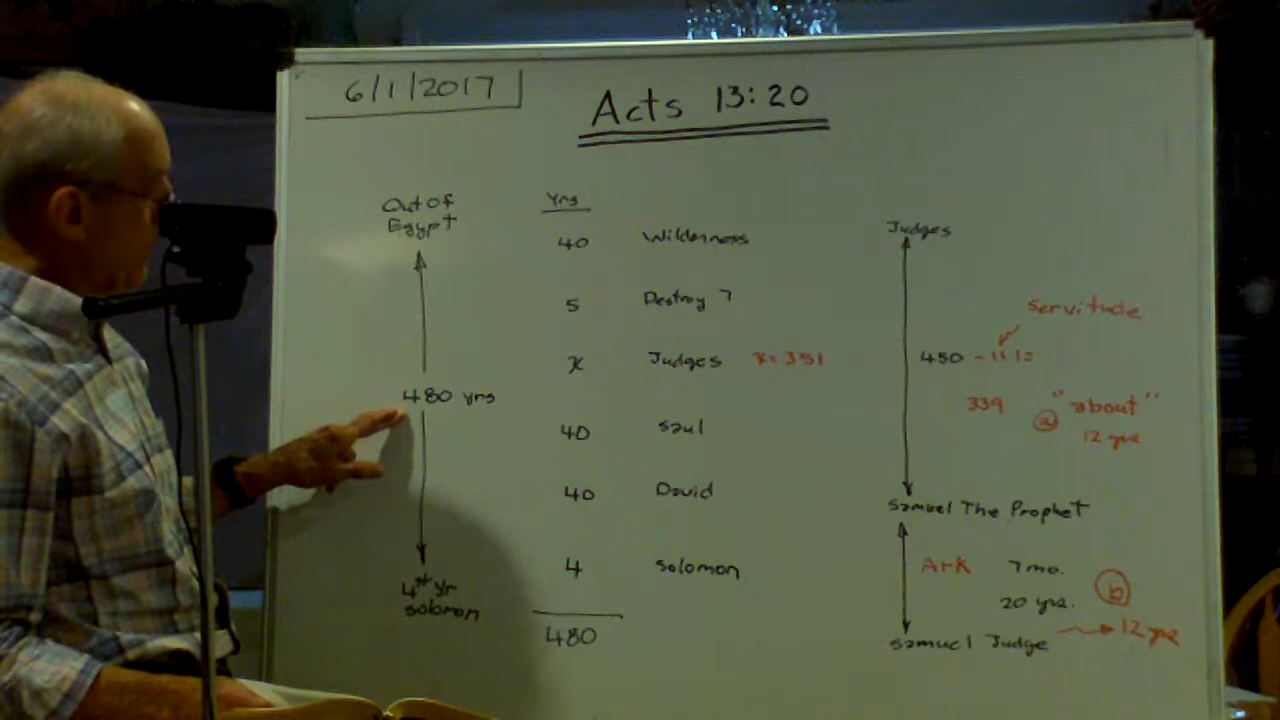 6/1/2017
Acts 13:20
Out of
Egypt
480 yrs
4th yr
solomon
Yrs
40 Wilderness
5 Destroy 7
x Judges x = 351
40 Saul
40 David
4 solomon
480
Judges
servitude
450 - 111
339 "about"
a 12 yrs
Samuel The Prophet
Ark 7 mo.
20 yrs. b
Samuel Judge 12 yrs